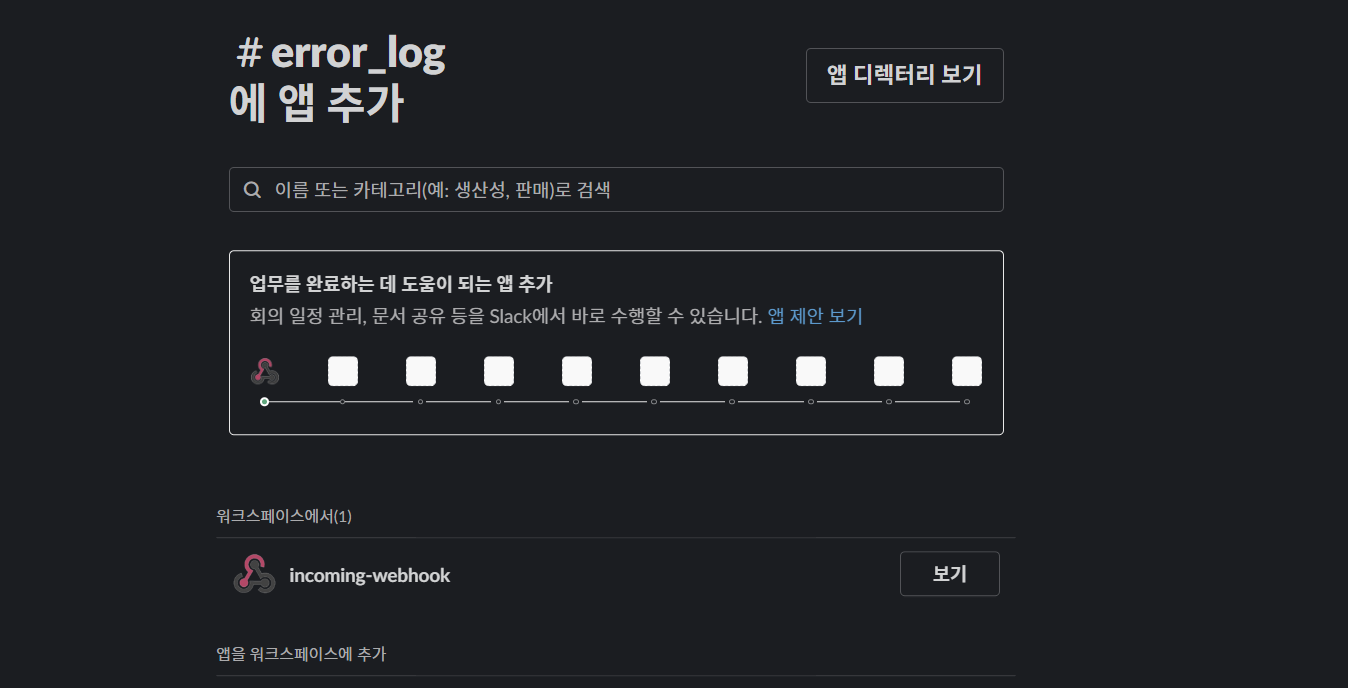 # error_log
에 앱 추가
앱 디렉터리 보기
이름 또는 카테고리(예: 생산성, 판매)로 검색
업무를 완료하는 데 도움이 되는 앱 추가
회의 일정 관리, 문서 공유 등을 Slack에서 바로 수행할 수 있습니다. 앱 제안 보기
워크스페이스에서(1)
incoming-webhook
보기
앱을 워크스페이스에 추가